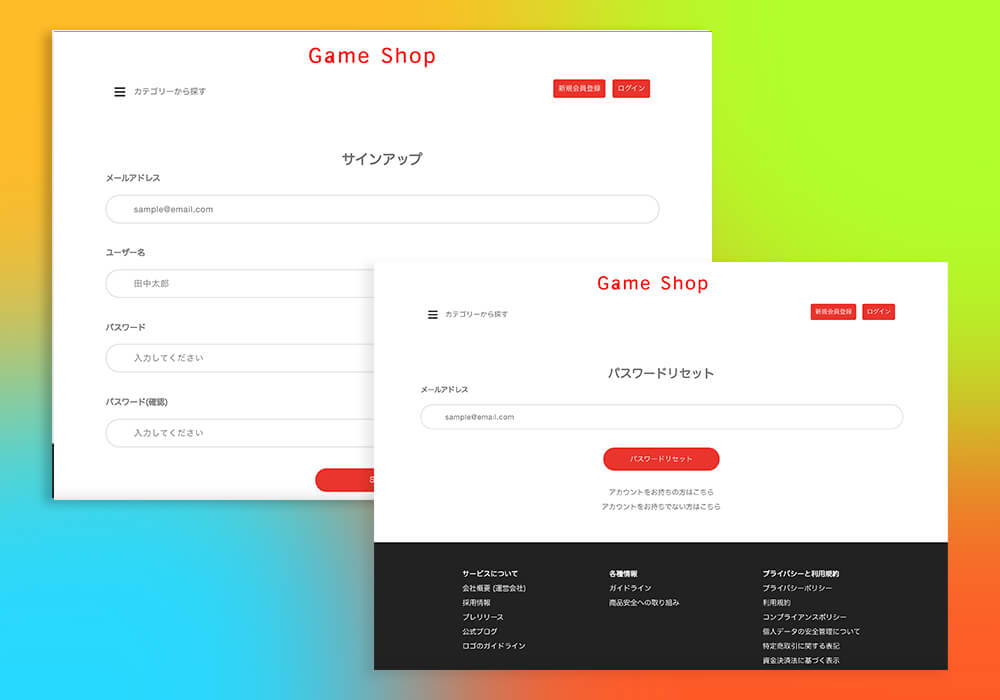 Game Shop
カテゴリーから探す
新規会員登録
ログイン
サインアップ
メールアドレス
sample@email.com
ユーザー名
田中太郎
パスワード
入力してください
パスワード(確認)
入力してください
S
Game Shop
カテゴリーから探す
新規会員登録
ログイン
パスワードリセット
メールアドレス
sample@email.com
パスワードリセット
アカウントをお持ちの方はこちら
アカウントをお持ちでない方はこちら
サービスについて
会社概要 (運営会社)
採用情報
プレリリース
公式ブログ
ロゴのガイドライン
各種情報
ガイドライン
商品安全への取り組み
プライバシーと利用規約
プライバシーポリシー
利用規約
コンプライアンスポリシー
個人データの安全管理について
特定商取引に関する表記
資金決済法に基づく表示